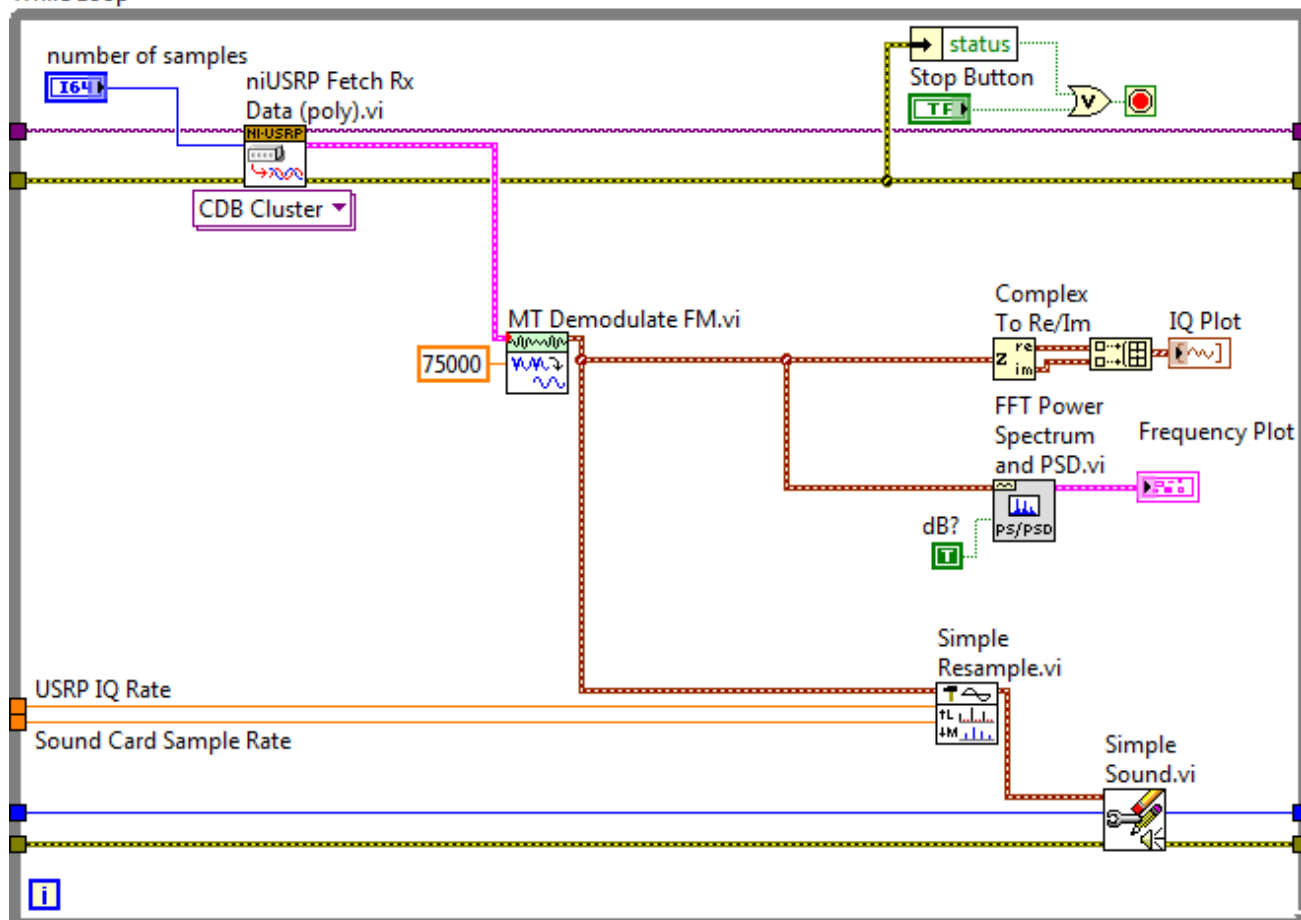 number of samples
I64
niUSRP Fetch Rx
Data (poly).vi
NI-USRP
CDB Cluster
status
Stop Button
TF
V
MT Demodulate FM.vi
75000
Complex
To Re/Im
z re
im
IQ Plot
FFT Power
Spectrum
and PSD.vi
PS/PSD
Frequency Plot
dB?
T
Simple
Resample.vi
↑L
↓M
USRP IQ Rate
Sound Card Sample Rate
Simple
Sound.vi
i